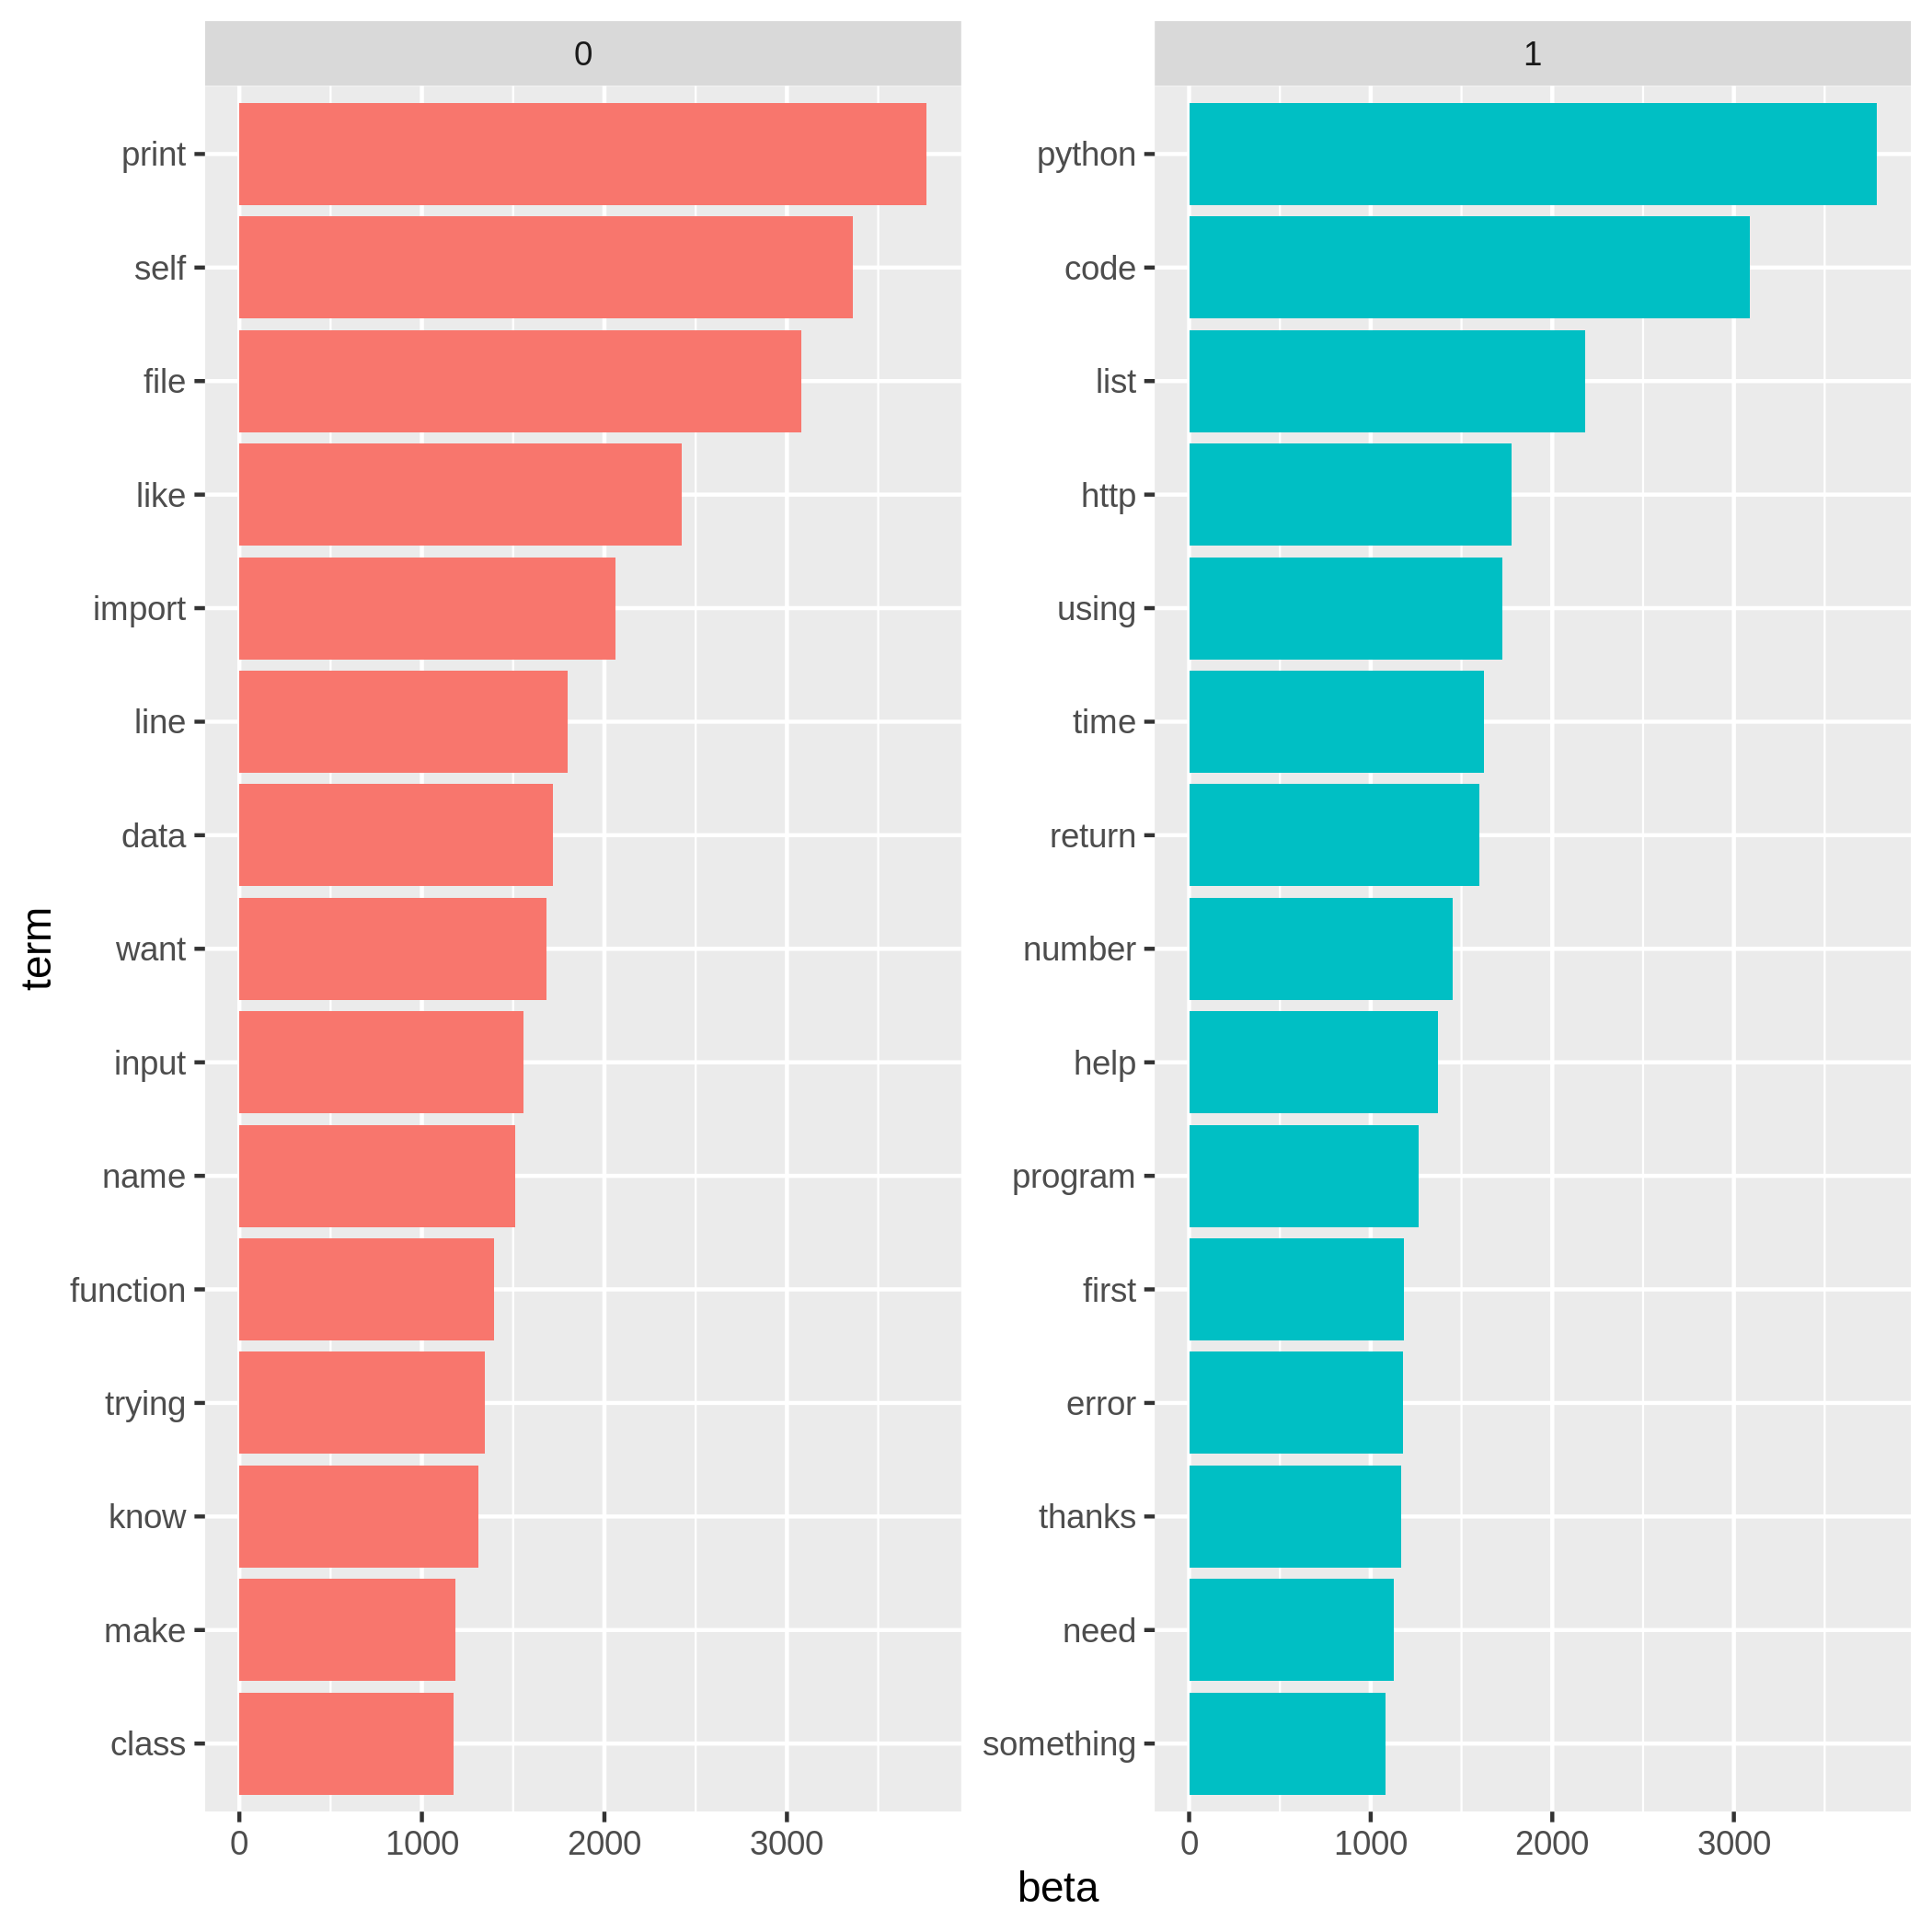 0
print
self
file
like
import
line
data
want
input
name
function
trying
know
make
class
0 1000 2000 3000
1
python
code
list
http
using
time
return
number
help
program
first
error
thanks
need
something
0 1000 2000 3000
term
beta